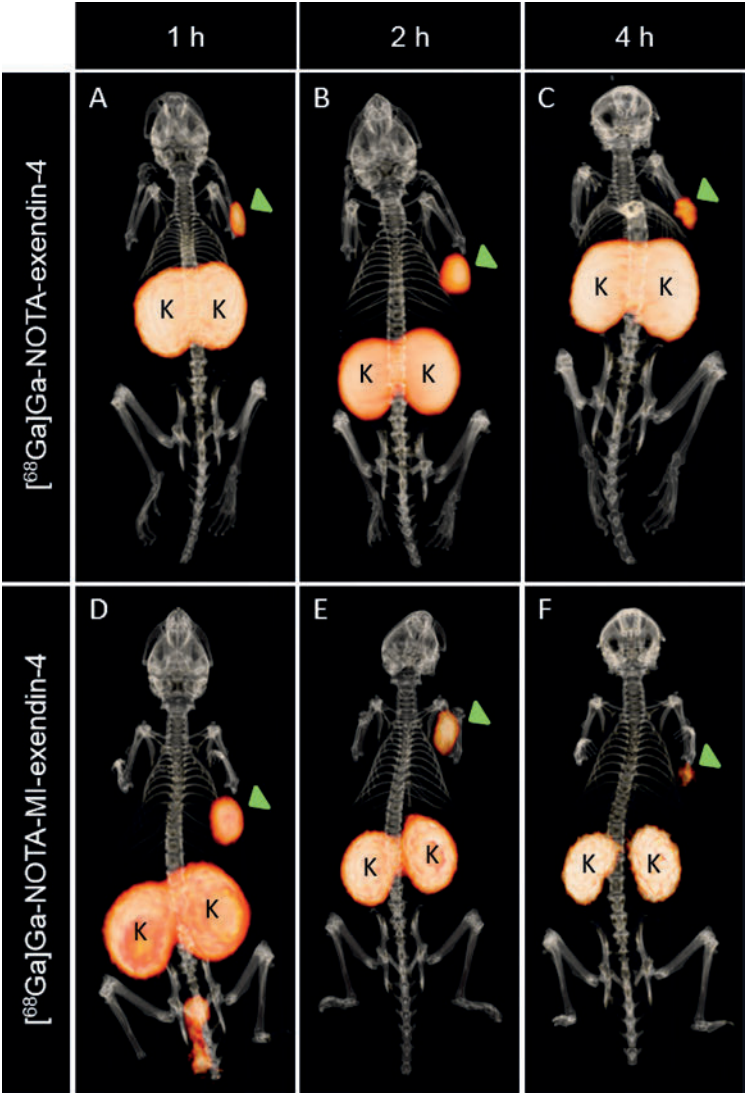 1 h
2 h
4 h
[⁶⁸Ga]Ga-NOTA-exendin-4
A
B
C
K K
K K
K K
[⁶⁸Ga]Ga-NOTA-MI-exendin-4
D
E
F
K K
K K
K K